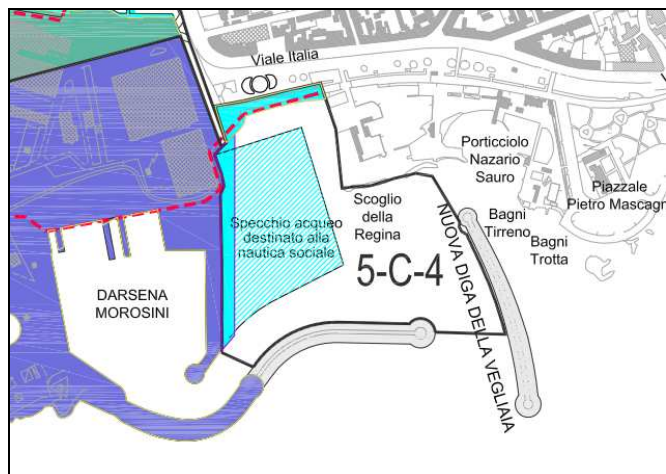 Viale Italia
Porticciolo
Nazario
Sauro
Piazzale
Pietro Mascagn
Scoglio
della
Regina
Bagni
Tirreno
Bagni
Trotta
Specchio acqueo
destinato alla
nautica sociale
5-C-4
NUOVA DIGA DELLA VEGLIAIA
DARSENA
MOROSINI